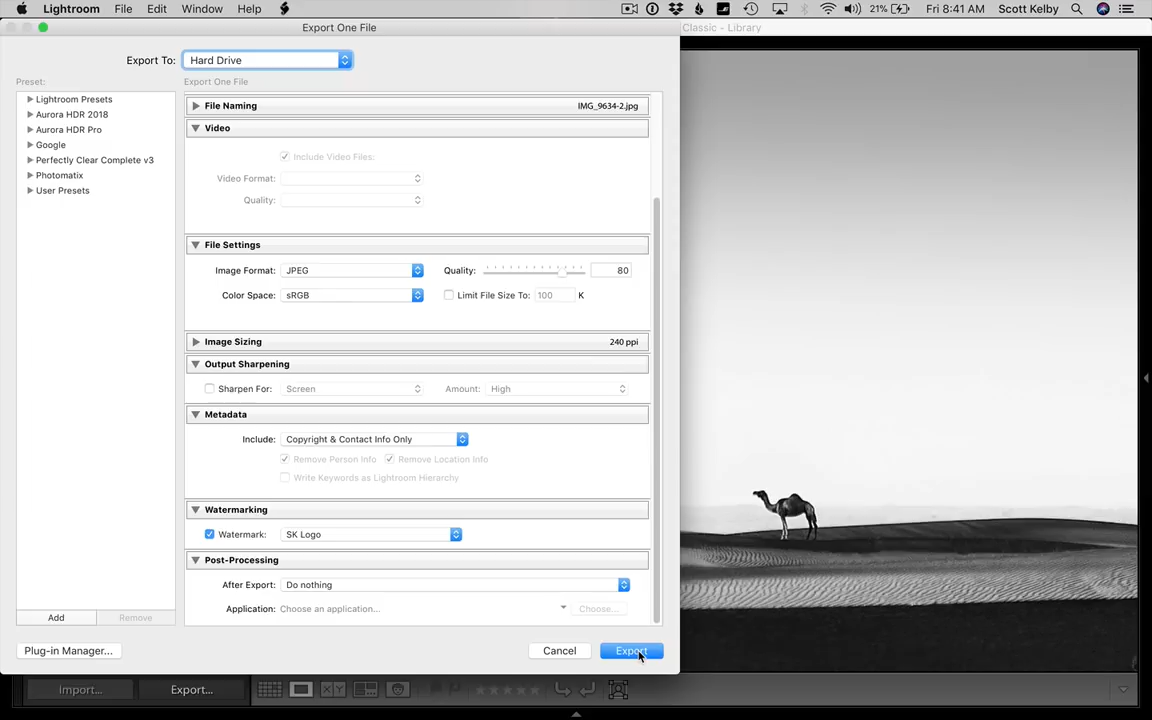 Lightroom File Edit Window Help 21% Fri 8:41 AM Scott Kelby
Export One File
Classic - Library
Export To: Hard Drive
Preset:
Export One File
Lightroom Presets
Aurora HDR 2018
Aurora HDR Pro
Google
Perfectly Clear Complete v3
Photomatix
User Presets
File Naming IMG_9634-2.jpg
Video
Include Video Files:
Video Format:
Quality:
File Settings
Image Format: JPEG Quality: 80
Color Space: sRGB Limit File Size To: 100 K
Image Sizing 240 ppi
Output Sharpening
Sharpen For: Screen Amount: High
Metadata
Include: Copyright & Contact Info Only
Remove Person Info Remove Location Info
Write Keywords as Lightroom Hierarchy
Watermarking
Watermark: SK Logo
Post-Processing
After Export: Do nothing
Application: Choose an application... Choose...
Add Remove
Plug-in Manager... Cancel Export
Import... Export...